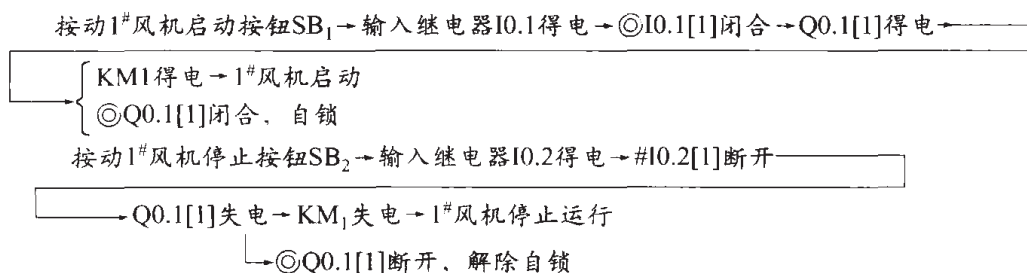 按动1#风机启动按钮SB1→输入继电器I0.1得电→◎I0.1[1]闭合→Q0.1[1]得电→
KM1得电→1#风机启动
◎Q0.1[1]闭合、自锁
按动1#风机停止按钮SB2→输入继电器I0.2得电→#I0.2[1]断开
→Q0.1[1]失电→KM1失电→1#风机停止运行
→◎Q0.1[1]断开、解除自锁